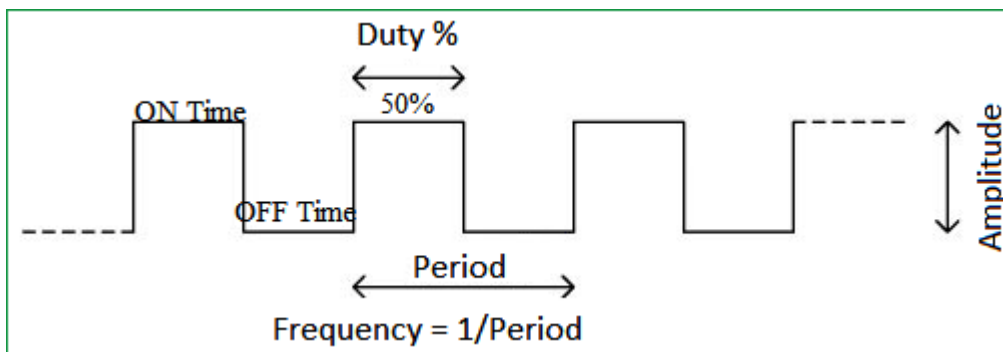 Duty %
50%
ON Time
OFF Time
Amplitude
Period
Frequency = 1/Period